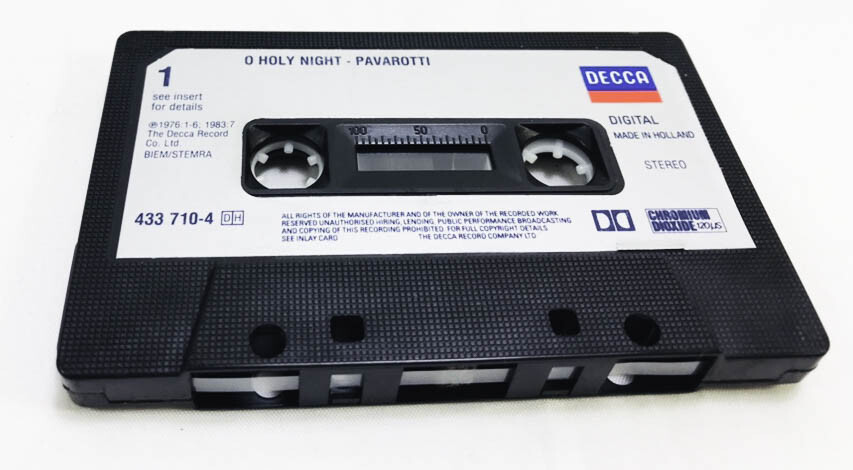 O HOLY NIGHT - PAVAROTTI
1
see insert
for details
℗1976:1-6; 1983:7
The Decca Record
Co. Ltd.
BIEM/STEMRA
100 50 0
DECCA
DIGITAL
MADE IN HOLLAND
STEREO
433 710-4 DH
ALL RIGHTS OF THE MANUFACTURER AND OF THE OWNER OF THE RECORDED WORK
RESERVED UNAUTHORISED HIRING, LENDING, PUBLIC PERFORMANCE BROADCASTING
AND COPYING OF THIS RECORDING PROHIBITED. FOR FULL COPYRIGHT DETAILS
SEE INLAY CARD THE DECCA RECORD COMPANY LTD
CHROMIUM
DIOXIDE 120 µS